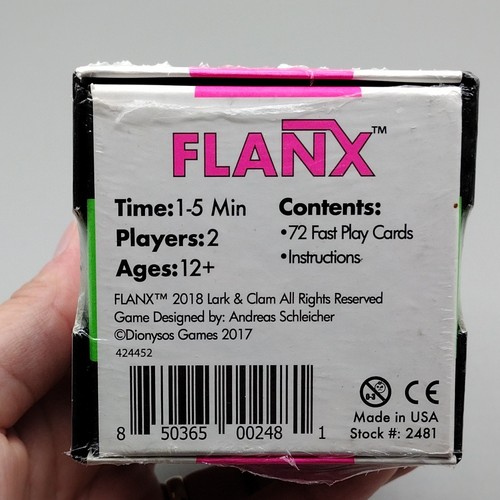 FLANX™
Time:1-5 Min
Players:2
Ages:12+
Contents:
•72 Fast Play Cards
•Instructions
FLANX™ 2018 Lark & Clam All Rights Reserved
Game Designed by: Andreas Schleicher
©Dionysos Games 2017
424452
8 50365 00248 1
0-3 CE
Made in USA
Stock #: 2481